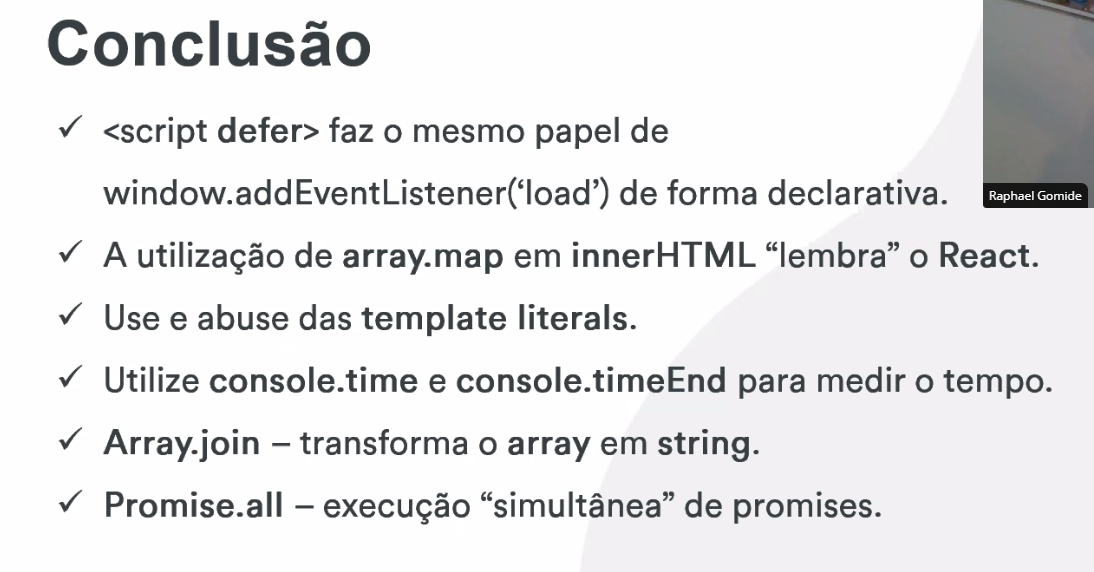 Conclusão
✓ <script defer> faz o mesmo papel de
window.addEventListener(‘load’) de forma declarativa.
Raphael Gomide
✓ A utilização de array.map em innerHTML “lembra” o React.
✓ Use e abuse das template literals.
✓ Utilize console.time e console.timeEnd para medir o tempo.
✓ Array.join – transforma o array em string.
✓ Promise.all – execução “simultânea” de promises.